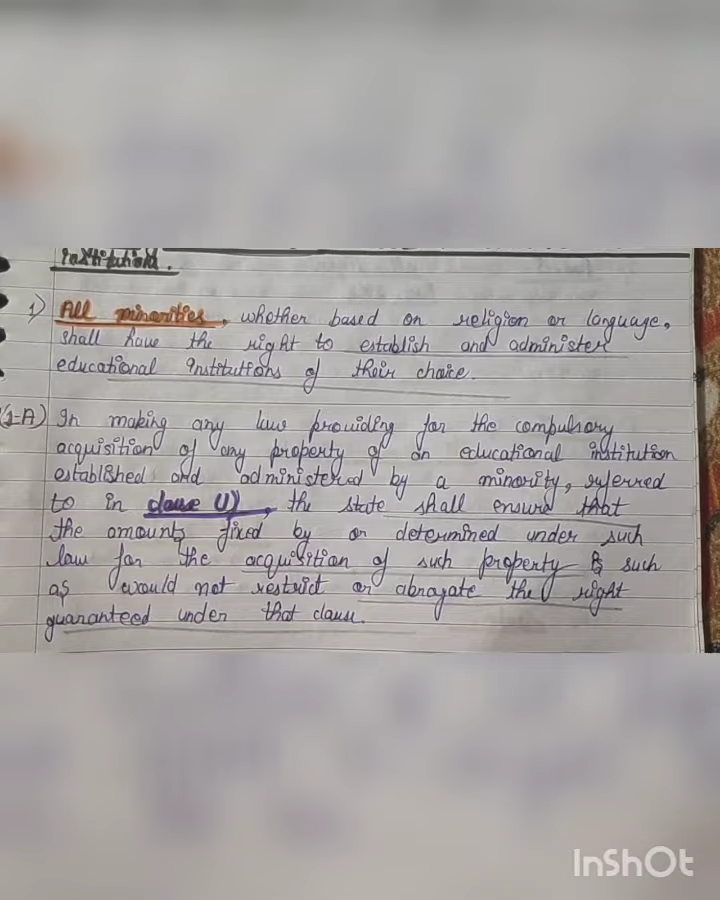 institution.
1) All minorities, whether based on religion or language,
shall have the right to establish and administer
educational Institutions of their choice.
(1-A) In making any law providing for the compulsory
acquisition of any property of an educational institution
established and administered by a minority, referred
to in clause (1), the state shall ensure that
the amount, fixed by or determined under such
law for the acquisition of such property is such
as would not restrict or abrogate the right
guaranteed under that clause.
InShOt